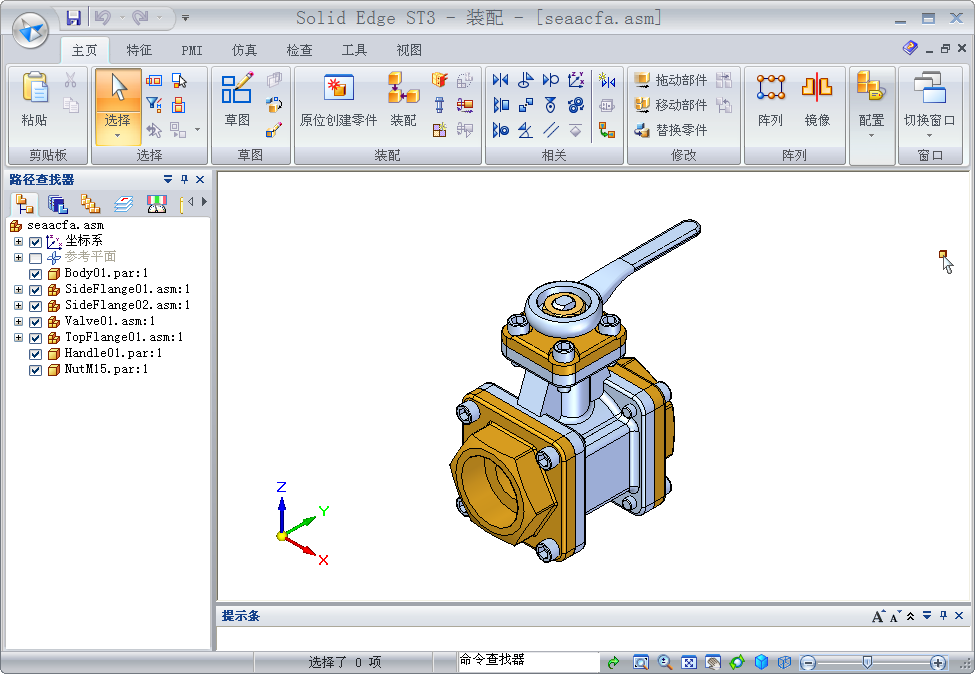 Solid Edge ST3 - 装配 - [seaacfa.asm]
主页 特征 PMI 仿真 检查 工具 视图
粘贴 选择 草图 原位创建零件 装配 拖动部件 移动部件 替换零件 阵列 镜像 配置 切换窗口
剪贴板 选择 草图 装配 相关 修改 阵列 窗口
路径查找器
seaacfa.asm
坐标系
参考平面
Body01.par:1
SideFlange01.asm:1
SideFlange02.asm:1
Valve01.asm:1
TopFlange01.asm:1
Handle01.par:1
NutM15.par:1
Z
Y
X
提示条
选择了 0 项 命令查找器